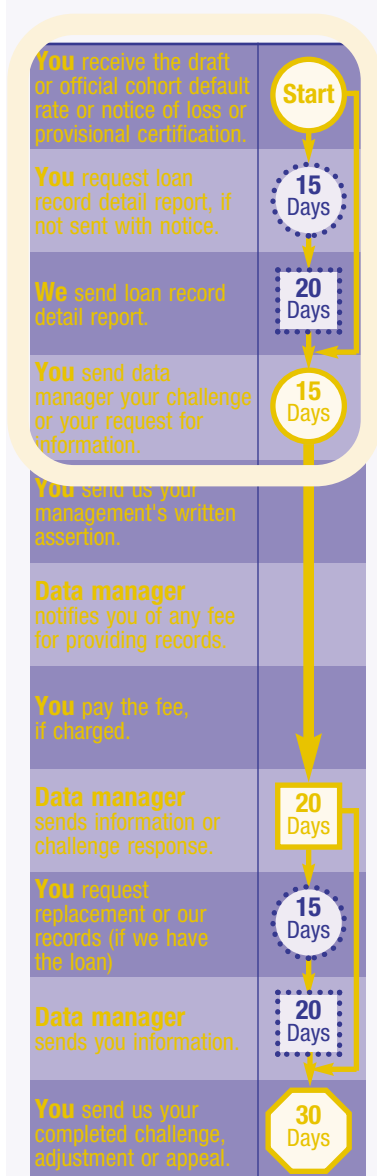 You receive the draft
or official cohort default
rate or notice of loss or
provisional certification.
Start
You request loan
record detail report, if
not sent with notice.
15
Days
We send loan record
detail report.
20
Days
You send data
manager your challenge
or your request for
information.
15
Days
You send us your
management's written
assertion.
Data manager
notifies you of any fee
for providing records.
You pay the fee,
if charged.
Data manager
sends information or
challenge response.
20
Days
You request
replacement or our
records (if we have
the loan)
15
Days
Data manager
sends you information.
20
Days
You send us your
completed challenge,
adjustment or appeal.
30
Days